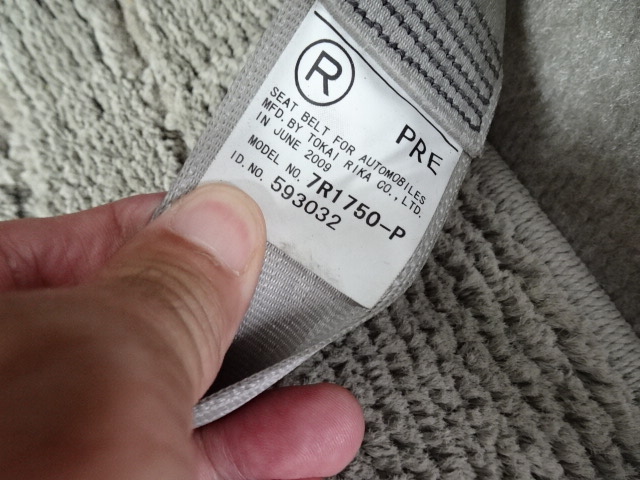 R
PRE
SEAT BELT FOR AUTOMOBILES
MFD. BY TOKAI RIKA CO., LTD.
IN JUNE 2009
MODEL NO. 7R1750-P
ID. NO. 593032